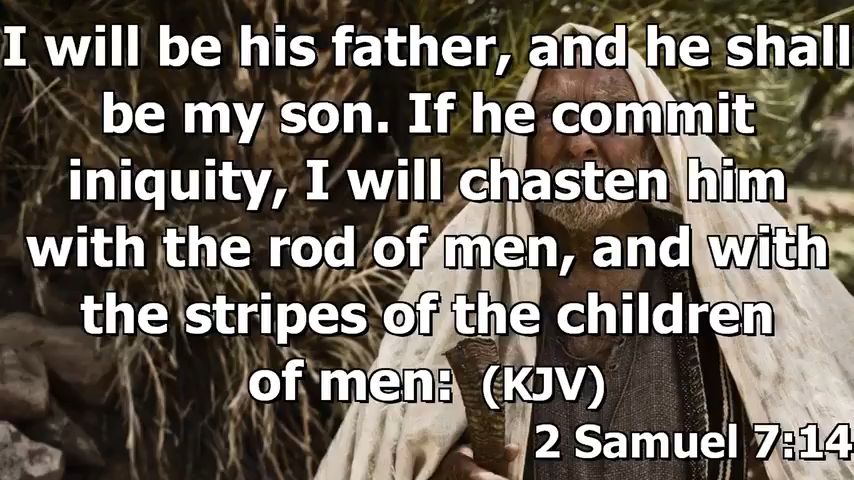 I will be his father, and he shall
be my son. If he commit
iniquity, I will chasten him
with the rod of men, and with
the stripes of the children
of men: (KJV)
2 Samuel 7:14